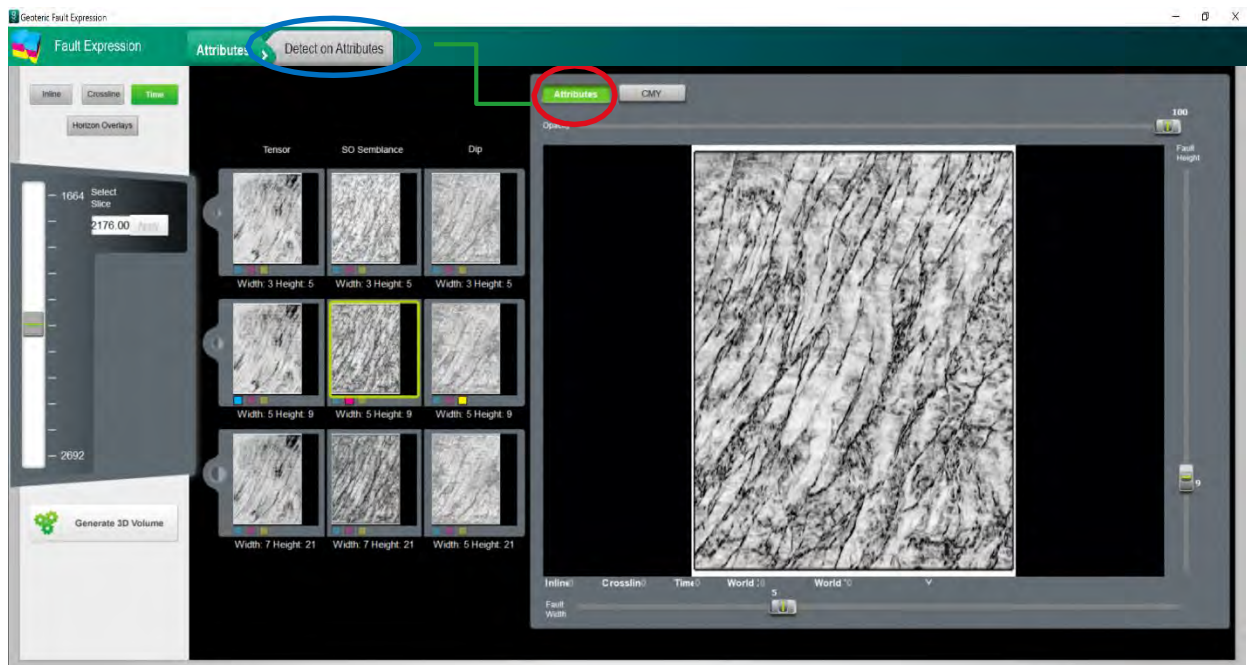 Geoteric Fault Expression
Fault Expression
Attributes
Detect on Attributes
Inline
Crossline
Time
Horizon Overlays
Attributes
CMY
Opacity
100
Tensor
SO Semblance
Dip
Fault
Height
1664
Select
Slice
2176.00
Apply
Width: 3 Height: 5
Width: 3 Height: 5
Width: 3 Height: 5
Width: 5 Height: 9
Width: 5 Height: 9
Width: 5 Height: 9
2692
9
Generate 3D Volume
Width: 7 Height: 21
Width: 7 Height: 21
Width: 5 Height: 21
Inline
Crosslin
Time
World
World
5
Fault
Width